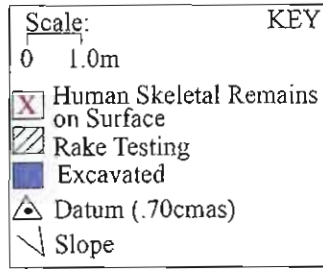 Scale: KEY
0 1.0m
X Human Skeletal Remains
on Surface
Rake Testing
Excavated
Datum (.70cmas)
Slope